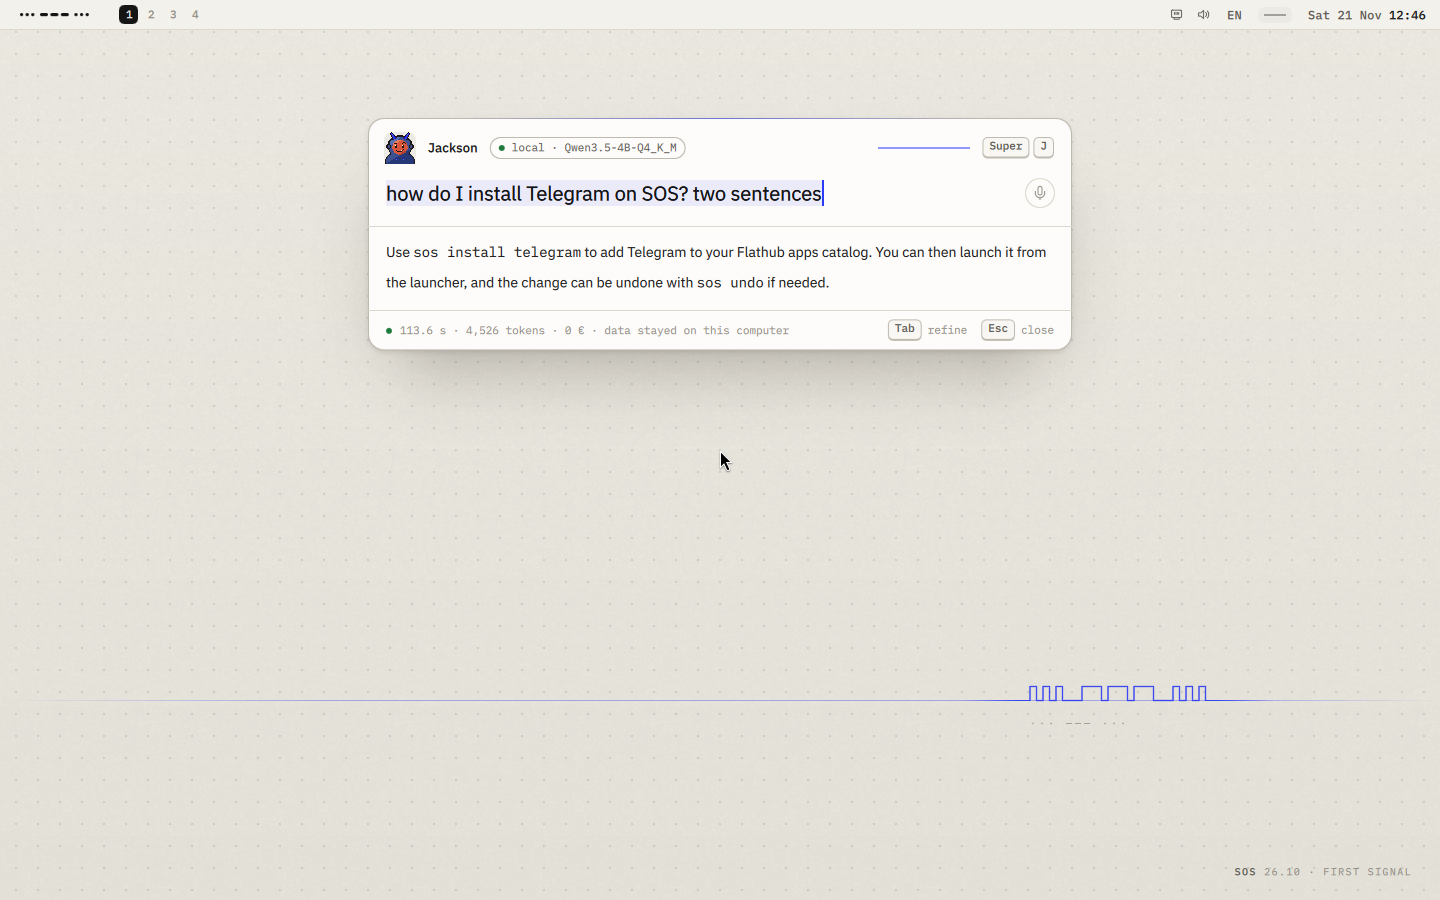 1 2 3 4
EN
Sat 21 Nov 12:46
Jackson
local · Qwen3.5-4B-Q4_K_M
Super J
how do I install Telegram on SOS? two sentences
Use sos install telegram to add Telegram to your Flathub apps catalog. You can then launch it from
the launcher, and the change can be undone with sos undo if needed.
113.6 s · 4,526 tokens · 0 € · data stayed on this computer
Tab refine Esc close
··· −−− ···
SOS 26.10 · FIRST SIGNAL